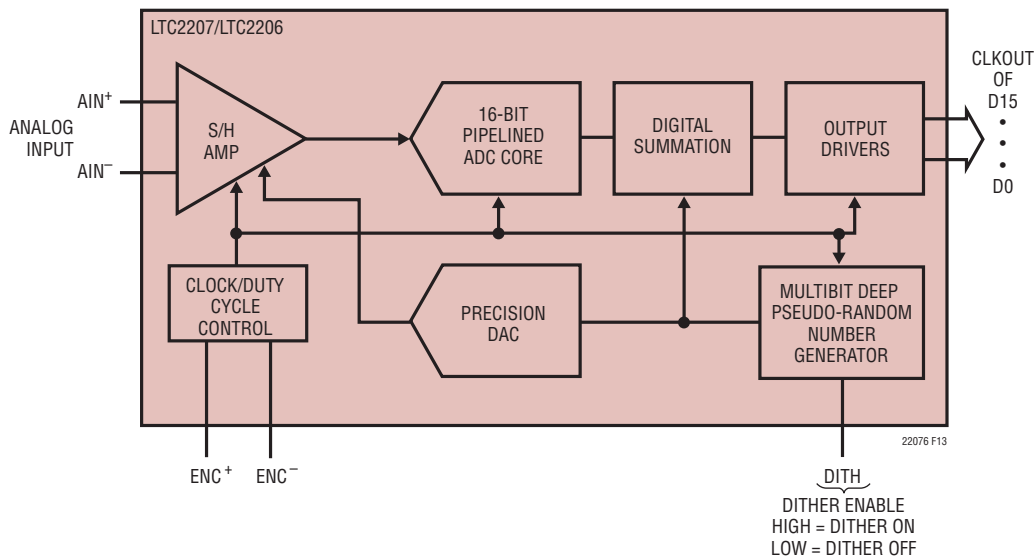 LTC2207/LTC2206
AIN+
ANALOG
INPUT
AIN−
S/H
AMP
16-BIT
PIPELINED
ADC CORE
DIGITAL
SUMMATION
OUTPUT
DRIVERS
CLKOUT
OF
D15
•
•
•
D0
CLOCK/DUTY
CYCLE
CONTROL
PRECISION
DAC
MULTIBIT DEEP
PSEUDO-RANDOM
NUMBER
GENERATOR
22076 F13
ENC+
ENC−
DITH
DITHER ENABLE
HIGH = DITHER ON
LOW = DITHER OFF